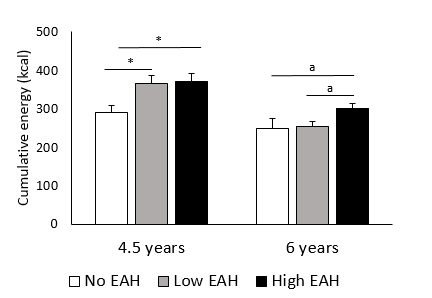 Cumulative energy (kcal)
500
400
300
200
100
0
*
*
a
a
4.5 years
6 years
No EAH
Low EAH
High EAH